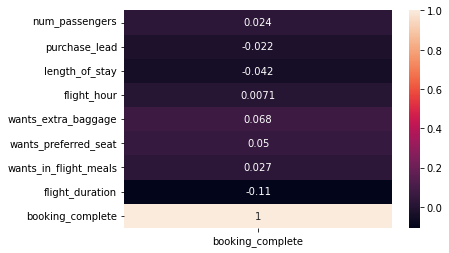 num_passengers 0.024
purchase_lead -0.022
length_of_stay -0.042
flight_hour 0.0071
wants_extra_baggage 0.068
wants_preferred_seat 0.05
wants_in_flight_meals 0.027
flight_duration -0.11
booking_complete 1
booking_complete
1.0
0.8
0.6
0.4
0.2
0.0